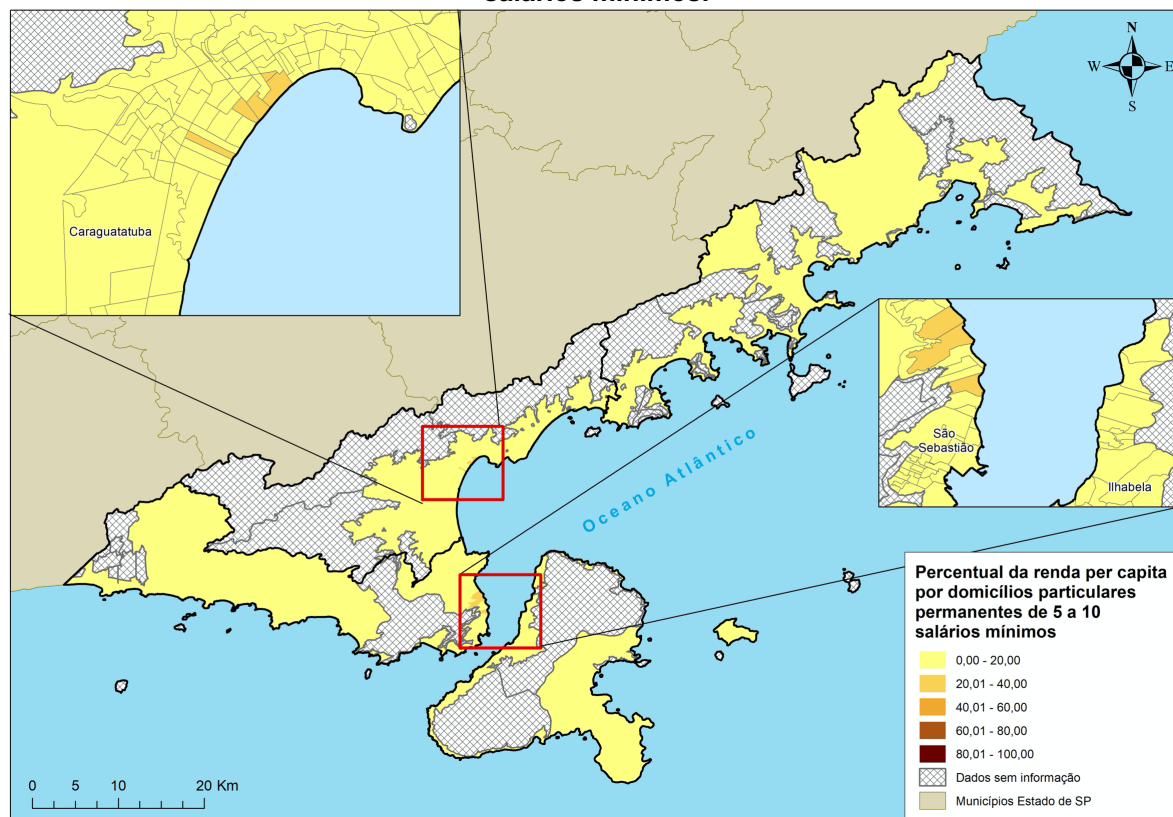 salários mínimos.
N
W
E
S
Caraguatatuba
São
Sebastião
Ilhabela
Oceano Atlântico
Percentual da renda per capita
por domicílios particulares
permanentes de 5 a 10
salários mínimos
0,00 - 20,00
20,01 - 40,00
40,01 - 60,00
60,01 - 80,00
80,01 - 100,00
Dados sem informação
Municípios Estado de SP
0 5 10 20 Km